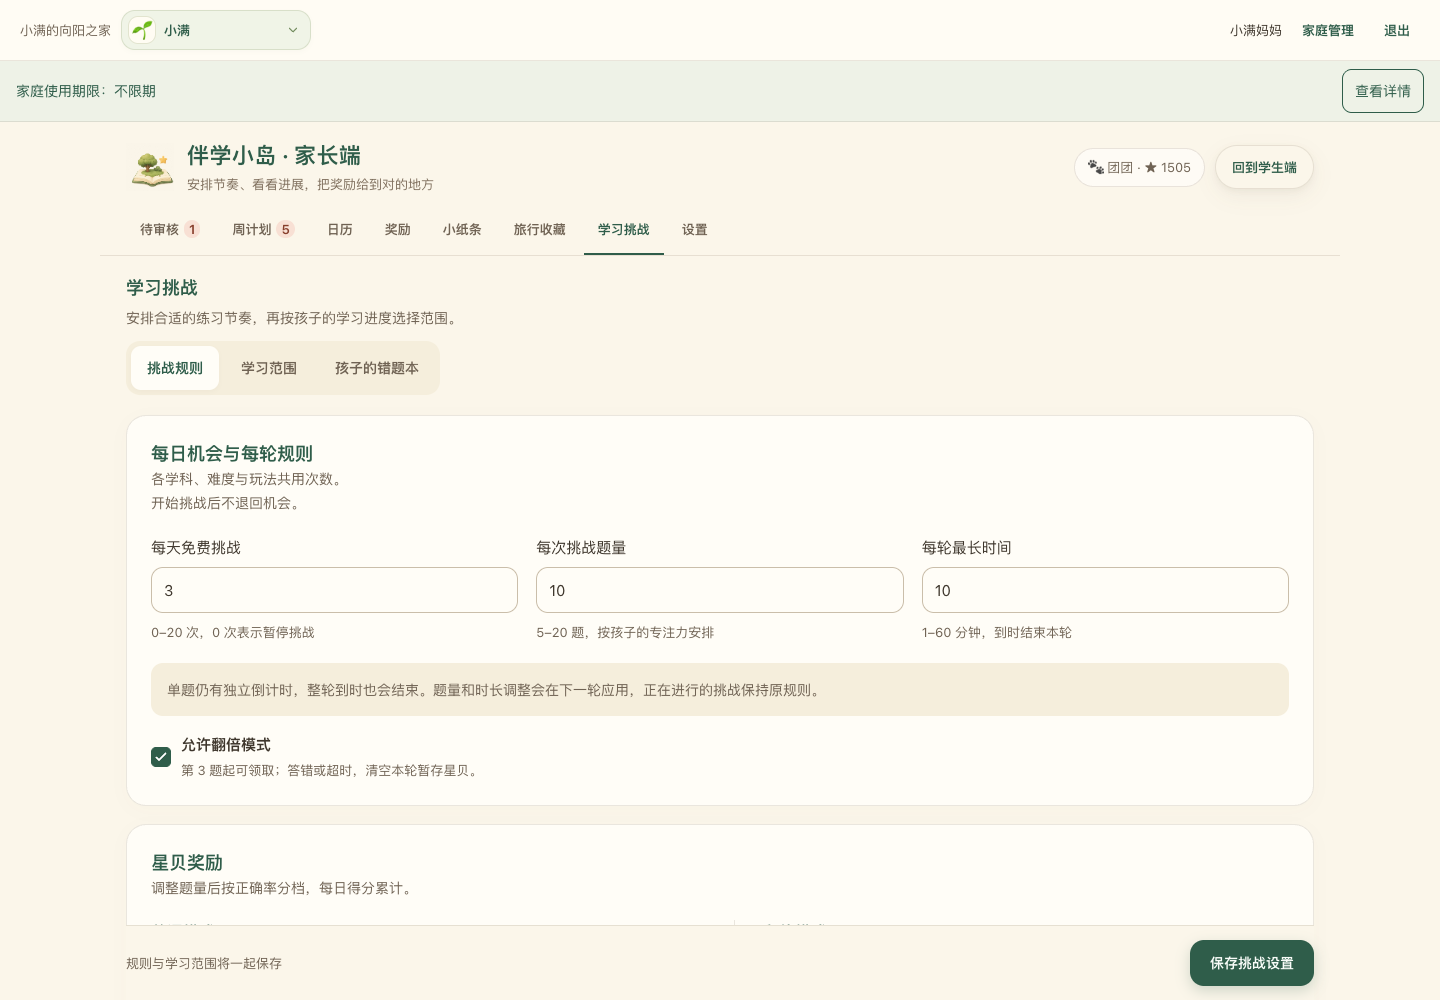 小满的向阳之家
小满
小满妈妈
家庭管理
退出
家庭使用期限：不限期
查看详情
伴学小岛 · 家长端
安排节奏、看看进展，把奖励给到对的地方
团团 · ★ 1505
回到学生端
待审核 1
周计划 5
日历
奖励
小纸条
旅行收藏
学习挑战
设置
学习挑战
安排合适的练习节奏，再按孩子的学习进度选择范围。
挑战规则
学习范围
孩子的错题本
每日机会与每轮规则
各学科、难度与玩法共用次数。
开始挑战后不退回机会。
每天免费挑战
每次挑战题量
每轮最长时间
3
10
10
0–20 次，0 次表示暂停挑战
5–20 题，按孩子的专注力安排
1–60 分钟，到时结束本轮
单题仍有独立倒计时，整轮到时也会结束。题量和时长调整会在下一轮应用，正在进行的挑战保持原规则。
允许翻倍模式
第 3 题起可领取；答错或超时，清空本轮暂存星贝。
星贝奖励
调整题量后按正确率分档，每日得分累计。
规则与学习范围将一起保存
保存挑战设置